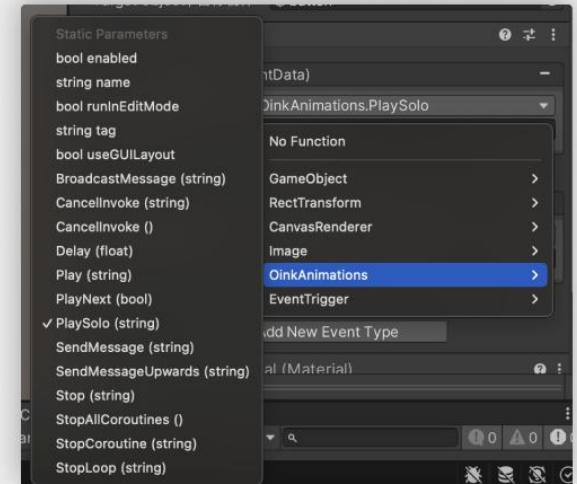 Static Parameters
bool enabled
string name
bool runInEditMode
string tag
bool useGUILayout
BroadcastMessage (string)
CancelInvoke (string)
CancelInvoke ()
Delay (float)
Play (string)
PlayNext (bool)
✓ PlaySolo (string)
SendMessage (string)
SendMessageUpwards (string)
Stop (string)
StopAllCoroutines ()
StopCoroutine (string)
StopLoop (string)
ntData)
OinkAnimations.PlaySolo
No Function
GameObject
RectTransform
CanvasRenderer
Image
OinkAnimations
EventTrigger
Add New Event Type
al (Material)
0
0